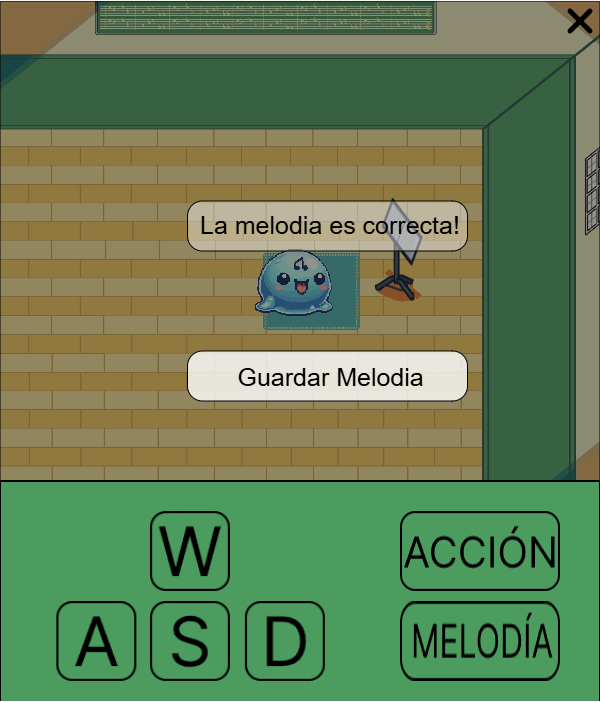 La melodia es correcta!
Guardar Melodia
W
ACCIÓN
A S D
MELODÍA